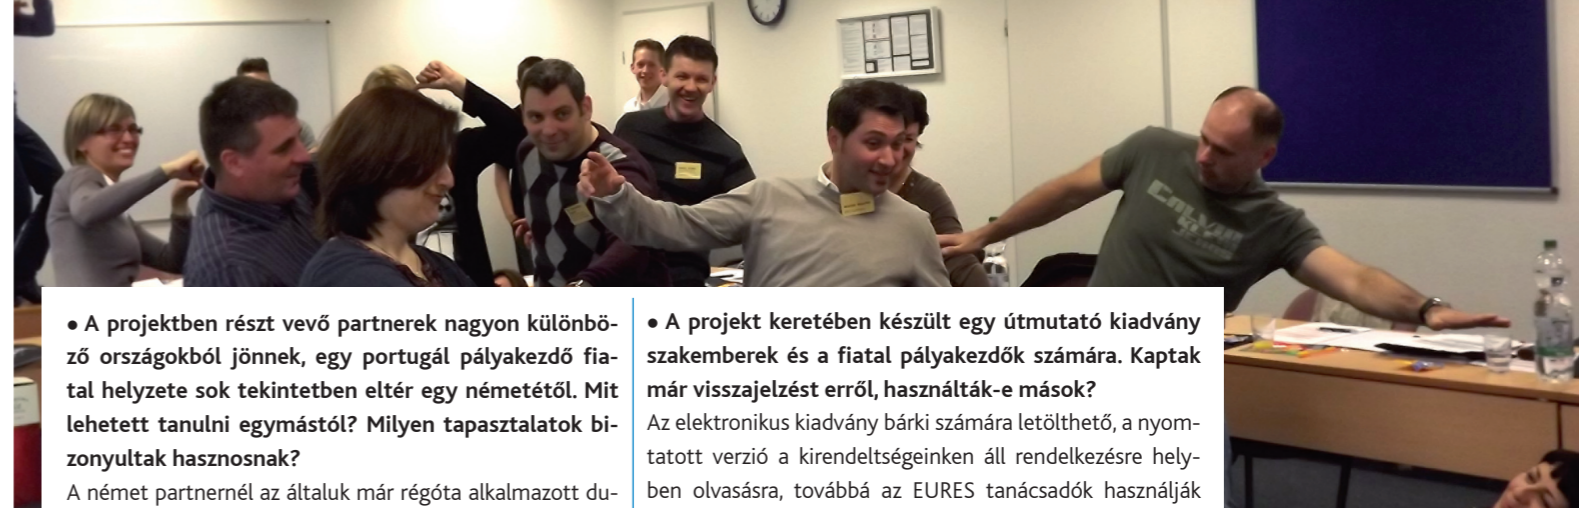 ● A projektben részt vevő partnerek nagyon különbö-
ző országokból jönnek, egy portugál pályakezdő fia-
tal helyzete sok tekintetben eltér egy németétől. Mit
lehetett tanulni egymástól? Milyen tapasztalatok bi-
zonyultak hasznosnak?
A német partnernél az általuk már régóta alkalmazott du-
● A projekt keretében készült egy útmutató kiadvány
szakemberek és a fiatal pályakezdők számára. Kaptak
már visszajelzést erről, használták-e mások?
Az elektronikus kiadvány bárki számára letölthető, a nyom-
tatott verzió a kirendeltségeinken áll rendelkezésre hely-
ben olvasásra, továbbá az EURES tanácsadók használják